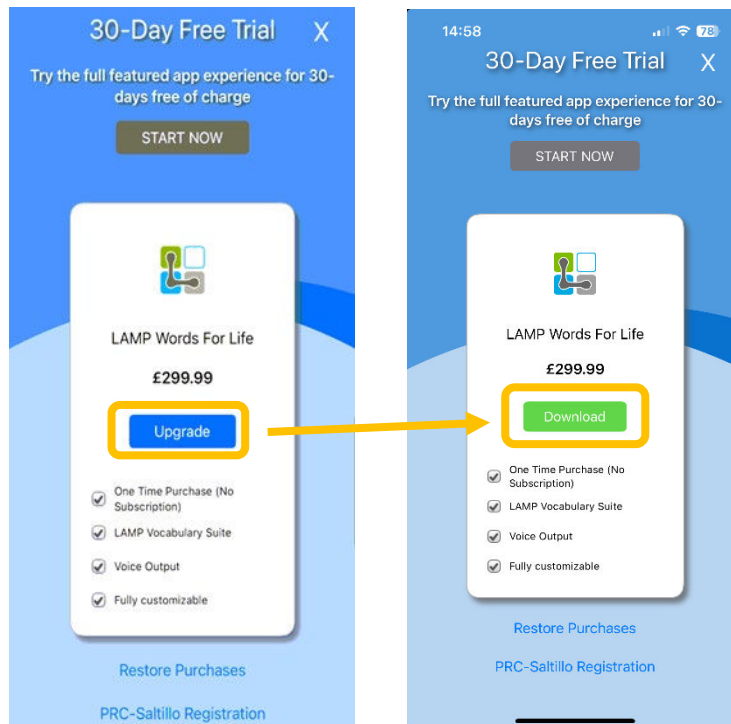 30-Day Free Trial X
Try the full featured app experience for 30-
days free of charge
START NOW
LAMP Words For Life
£299.99
Upgrade
One Time Purchase (No
Subscription)
LAMP Vocabulary Suite
Voice Output
Fully customizable
Restore Purchases
PRC-Saltillo Registration
14:58 78
30-Day Free Trial X
Try the full featured app experience for 30-
days free of charge
START NOW
LAMP Words For Life
£299.99
Download
One Time Purchase (No
Subscription)
LAMP Vocabulary Suite
Voice Output
Fully customizable
Restore Purchases
PRC-Saltillo Registration